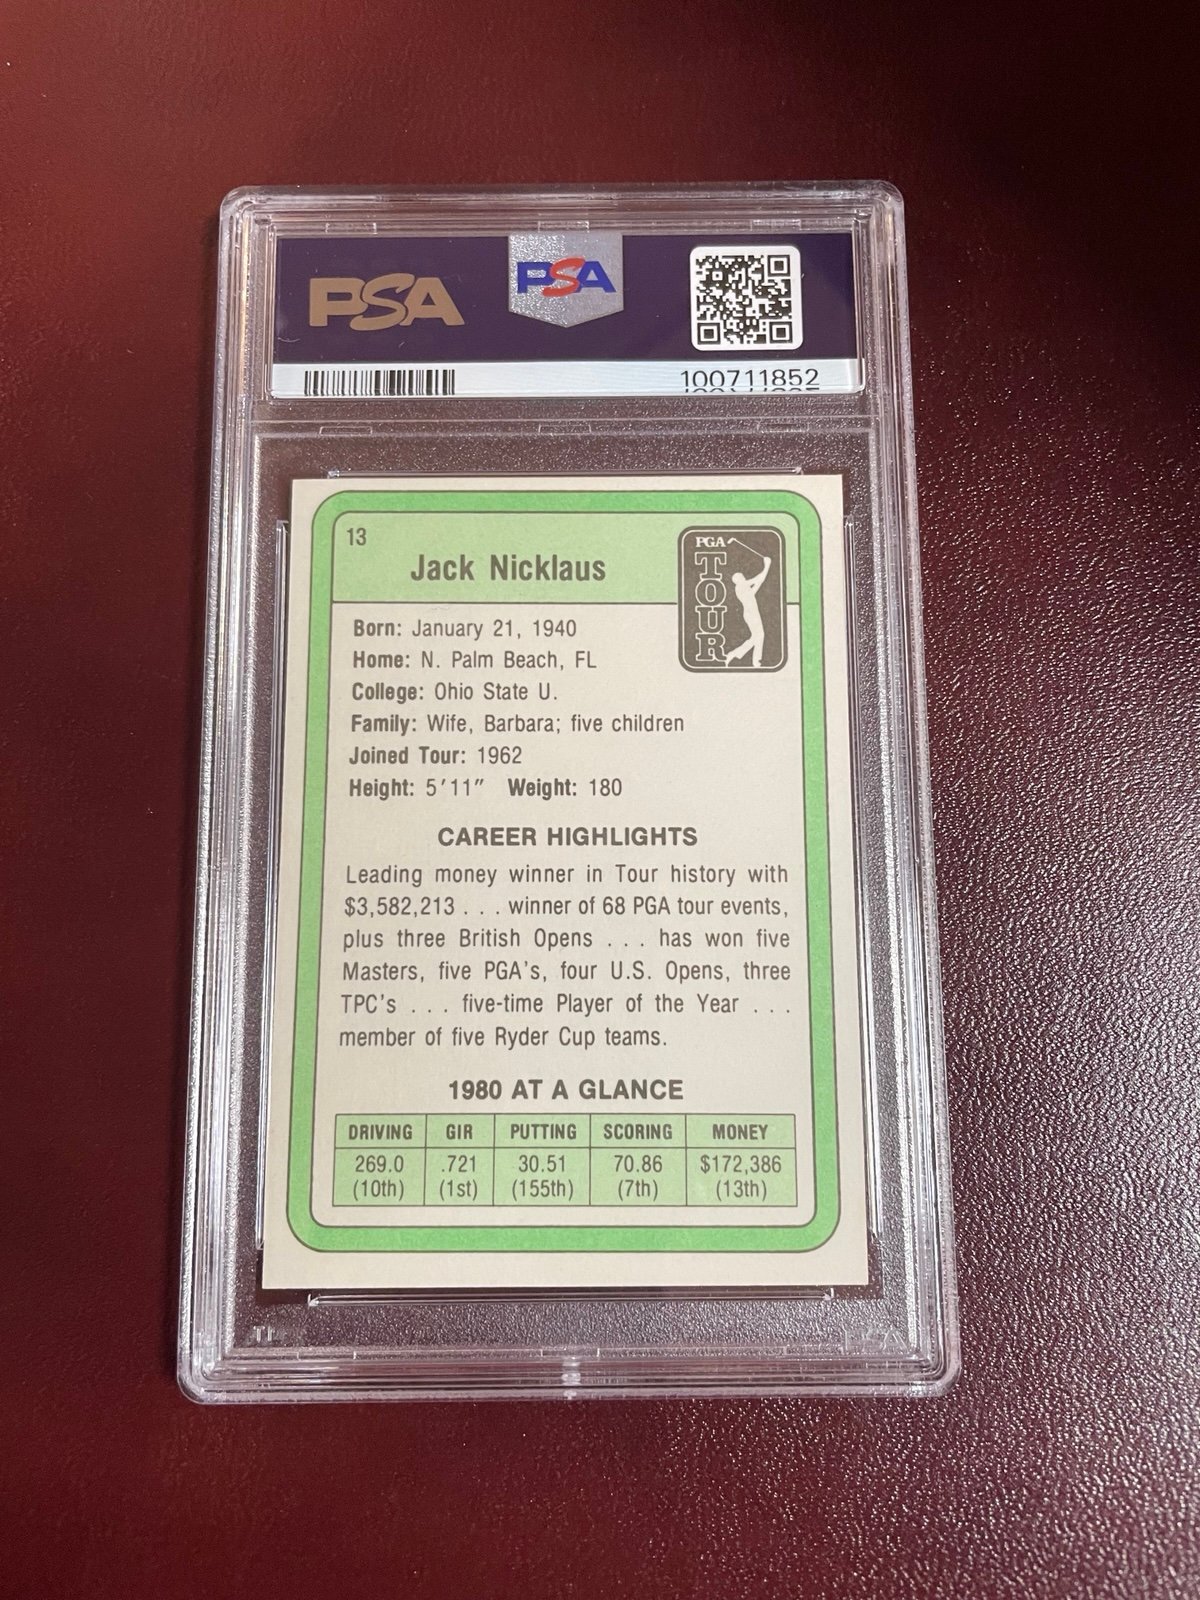 PSA
PSA
100711852
13
Jack Nicklaus
PGA
TOUR
Born: January 21, 1940
Home: N. Palm Beach, FL
College: Ohio State U.
Family: Wife, Barbara; five children
Joined Tour: 1962
Height: 5'11" Weight: 180
CAREER HIGHLIGHTS
Leading money winner in Tour history with
$3,582,213 . . . winner of 68 PGA tour events,
plus three British Opens . . . has won five
Masters, five PGA's, four U.S. Opens, three
TPC's . . . five-time Player of the Year . . .
member of five Ryder Cup teams.
1980 AT A GLANCE
DRIVING GIR PUTTING SCORING MONEY
269.0 .721 30.51 70.86 $172,386
(10th) (1st) (155th) (7th) (13th)